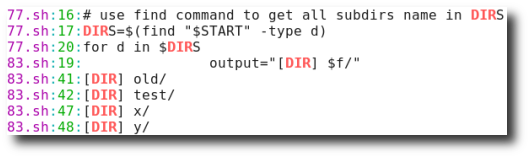 77.sh:16:# use find command to get all subdirs name in DIRS
77.sh:17:DIRS=$(find "$START" -type d)
77.sh:20:for d in $DIRS
83.sh:19:               output="[DIR] $f/"
83.sh:41:[DIR] old/
83.sh:42:[DIR] test/
83.sh:47:[DIR] x/
83.sh:48:[DIR] y/